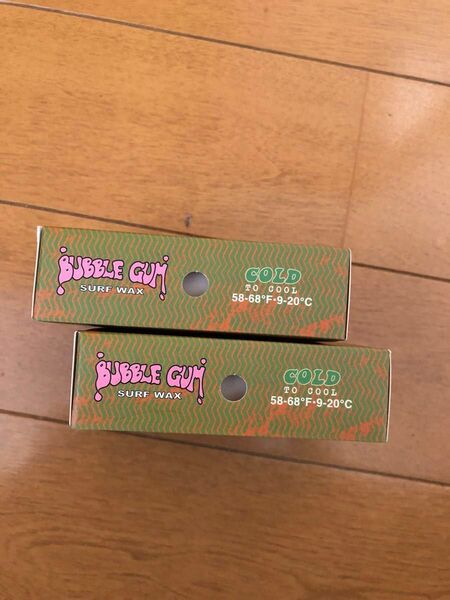 BUBBLE GUM
SURF WAX
COLD
TO COOL
58-68°F·9-20°C
BUBBLE GUM
SURF WAX
COLD
TO COOL
58-68°F·9-20°C